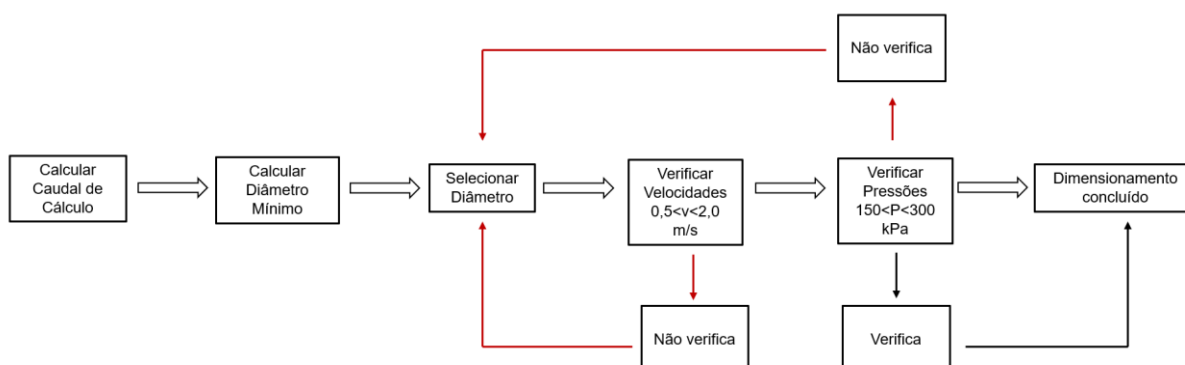 Não verifica
Calcular
Caudal de
Cálculo
Calcular
Diâmetro
Mínimo
Selecionar
Diâmetro
Verificar
Velocidades
0,5<v<2,0
m/s
Verificar
Pressões
150<P<300
kPa
Dimensionamento
concluído
Não verifica
Verifica